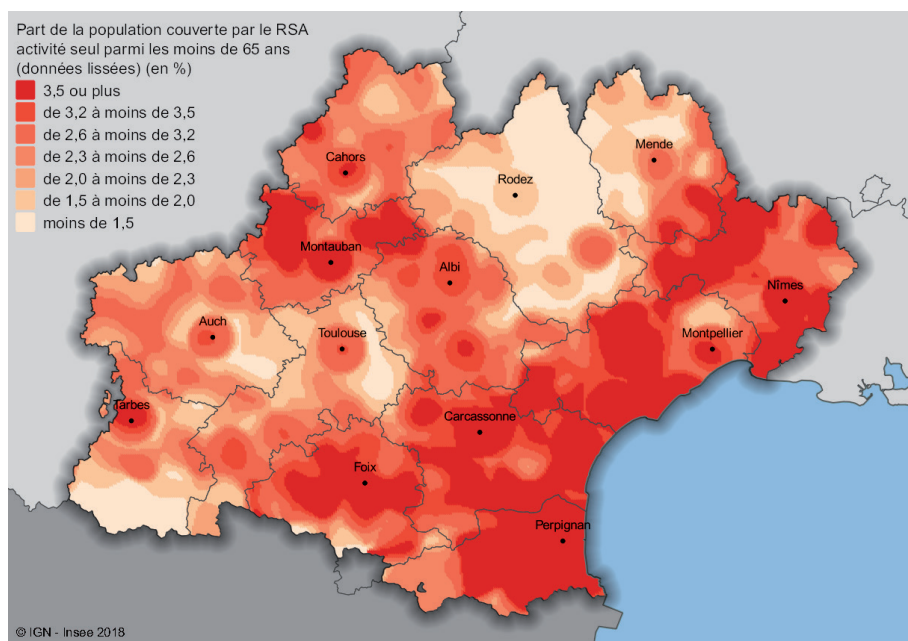 Part de la population couverte par le RSA
activité seul parmi les moins de 65 ans
(données lissées) (en %)
3,5 ou plus
de 3,2 à moins de 3,5
de 2,6 à moins de 3,2
de 2,3 à moins de 2,6
de 2,0 à moins de 2,3
de 1,5 à moins de 2,0
moins de 1,5
Cahors
Mende
Rodez
Montauban
Albi
Nîmes
Auch
Toulouse
Montpellier
Tarbes
Carcassonne
Foix
Perpignan
© IGN - Insee 2018